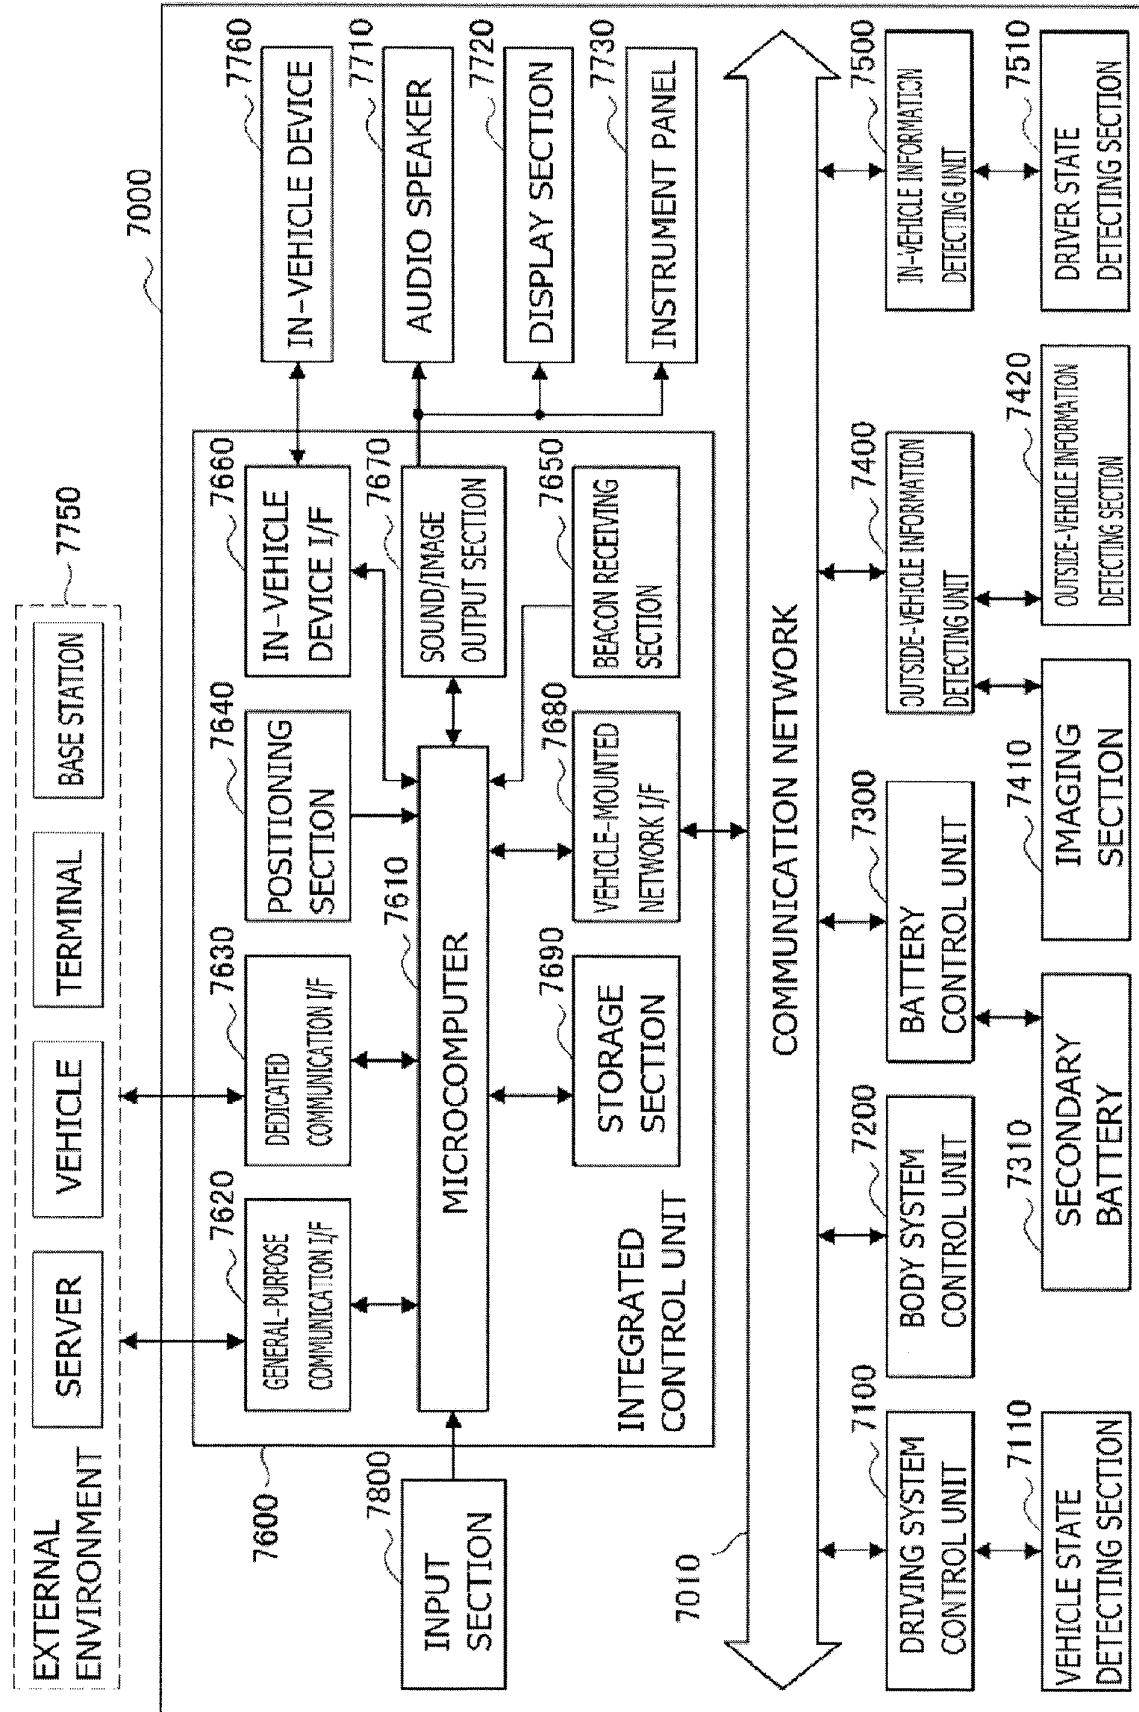 EXTERNAL
ENVIRONMENT
SERVER
VEHICLE
TERMINAL
BASE STATION
7750
7000
7600
7620
GENERAL-PURPOSE
COMMUNICATION I/F
7630
DEDICATED
COMMUNICATION I/F
7640
POSITIONING
SECTION
7660
IN-VEHICLE
DEVICE I/F
7760
IN-VEHICLE DEVICE
7800
INPUT
SECTION
7610
MICROCOMPUTER
7670
SOUND/IMAGE
OUTPUT SECTION
7710
AUDIO SPEAKER
7720
DISPLAY SECTION
7730
INSTRUMENT PANEL
INTEGRATED
CONTROL UNIT
7690
STORAGE
SECTION
7680
VEHICLE-MOUNTED
NETWORK I/F
7650
BEACON RECEIVING
SECTION
7010
COMMUNICATION NETWORK
7100
DRIVING SYSTEM
CONTROL UNIT
7200
BODY SYSTEM
CONTROL UNIT
7300
BATTERY
CONTROL UNIT
7400
OUTSIDE-VEHICLE INFORMATION
DETECTING UNIT
7500
IN-VEHICLE INFORMATION
DETECTING UNIT
7110
VEHICLE STATE
DETECTING SECTION
7310
SECONDARY
BATTERY
7410
IMAGING
SECTION
7420
OUTSIDE-VEHICLE INFORMATION
DETECTING SECTION
7510
DRIVER STATE
DETECTING SECTION